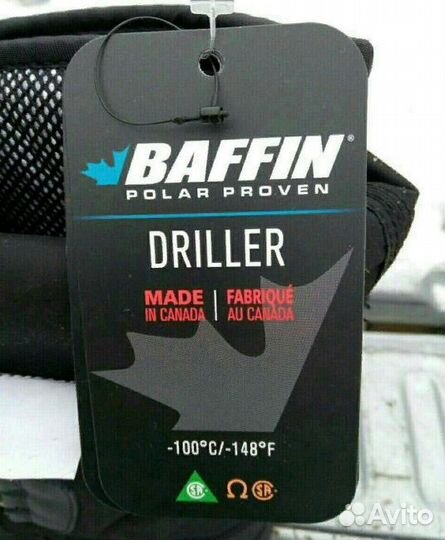 BAFFIN®
POLAR PROVEN
DRILLER
MADE IN CANADA | FABRIQUÉ AU CANADA
-100°C/-148°F
Avito